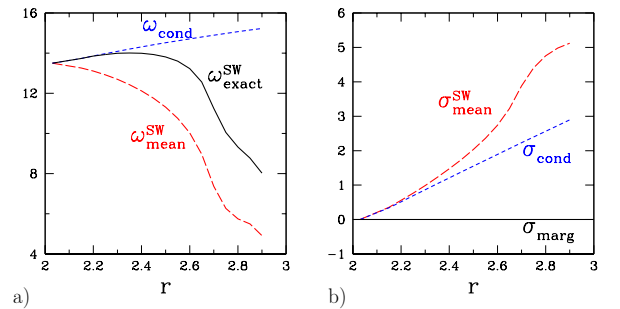 16
12
8
4
2
2.2
2.4
2.6
2.8
3
r
ω_cond
ω^SW_exact
ω^SW_mean
a)
6
5
4
3
2
1
0
−1
2
2.2
2.4
2.6
2.8
3
r
σ^SW_mean
σ_cond
σ_marg
b)